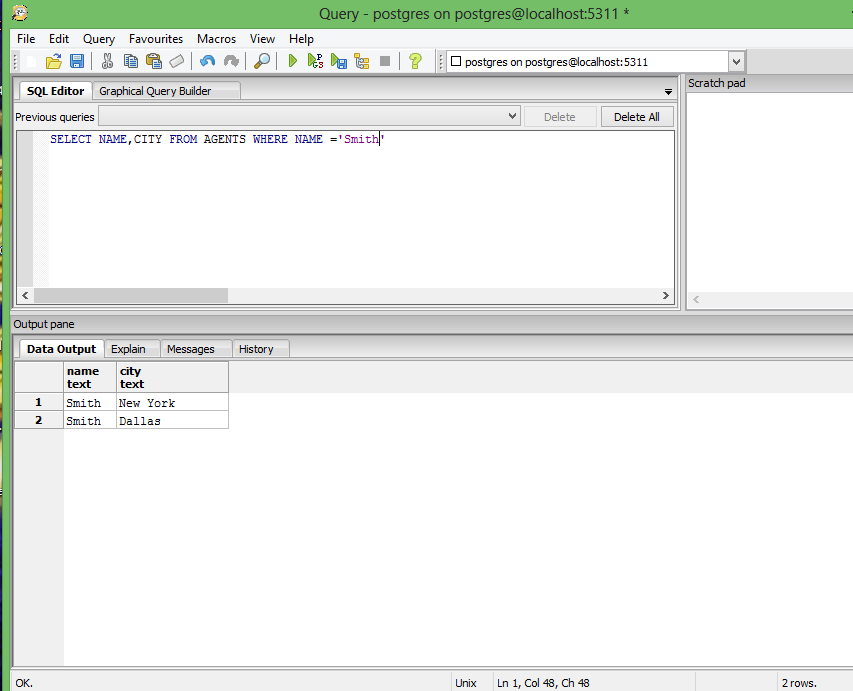 Query - postgres on postgres@localhost:5311 *
File Edit Query Favourites Macros View Help
postgres on postgres@localhost:5311
SQL Editor Graphical Query Builder
Scratch pad
Previous queries Delete Delete All
SELECT NAME,CITY FROM AGENTS WHERE NAME ='Smith'
Output pane
Data Output Explain Messages History
name city
text text
1 Smith New York
2 Smith Dallas
OK. Unix Ln 1, Col 48, Ch 48 2 rows.